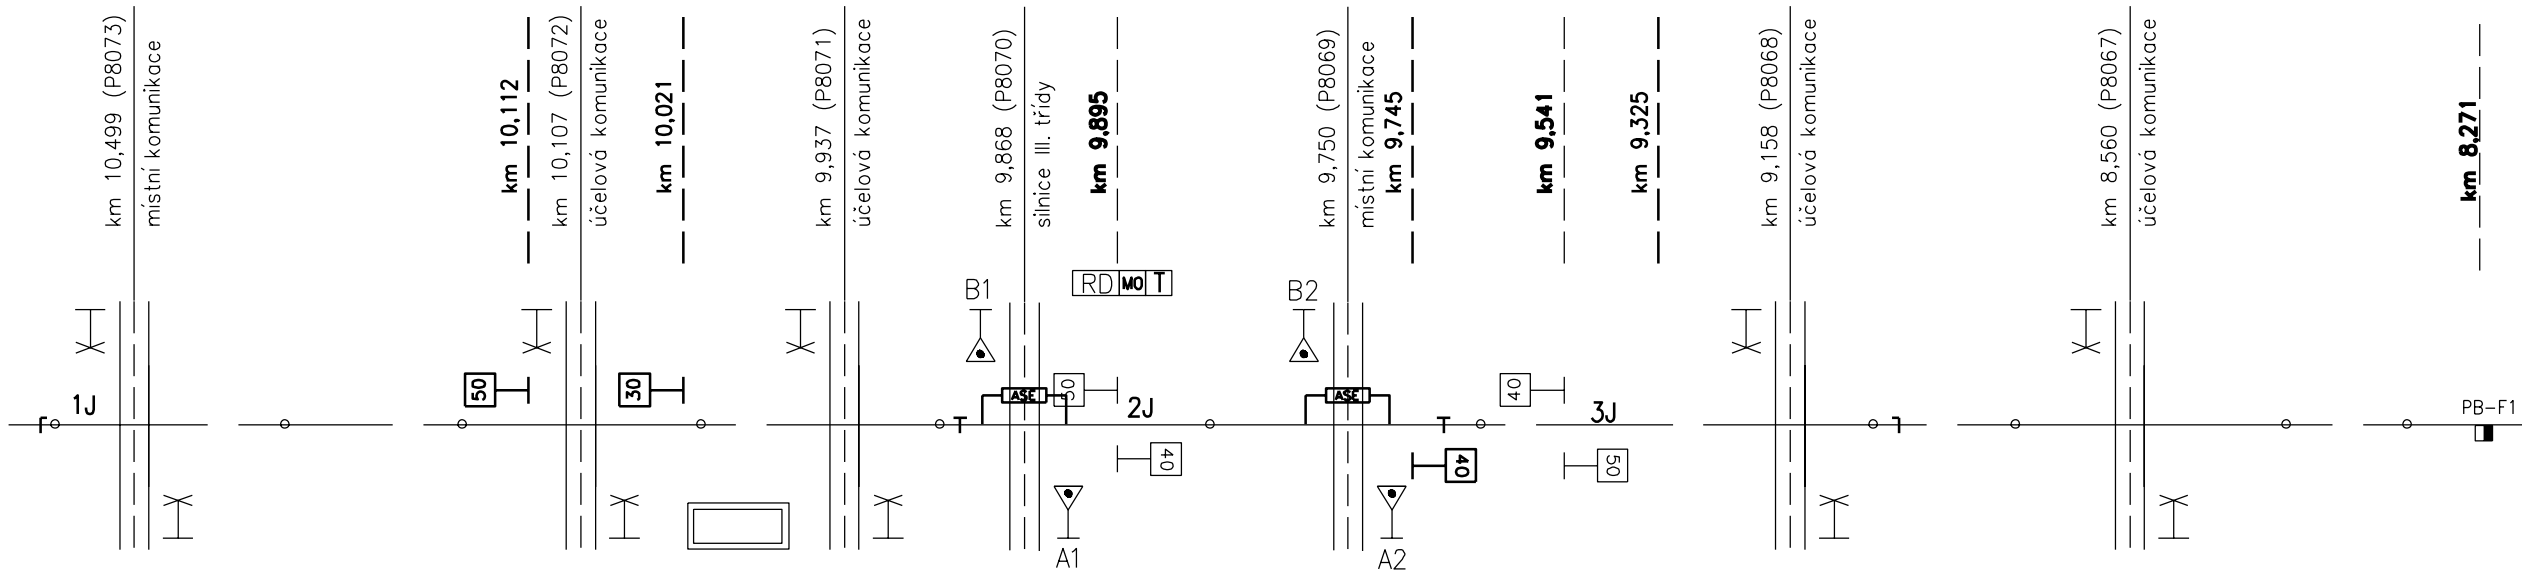 km 10,499 (P8073)
místní komunikace
km 10,112
km 10,107 (P8072)
účelová komunikace
km 10,021
km 9,937 (P8071)
účelová komunikace
km 9,868 (P8070)
silnice III. třídy
km 9,895
km 9,750 (P8069)
místní komunikace
km 9,745
km 9,541
km 9,325
km 9,158 (P8068)
účelová komunikace
km 8,560 (P8067)
účelová komunikace
km 8,271
B1
RD MO T
B2
50
30
AŠE
50
AŠE
40
1J
2J
3J
PB-F1
40
40
50
A1
A2